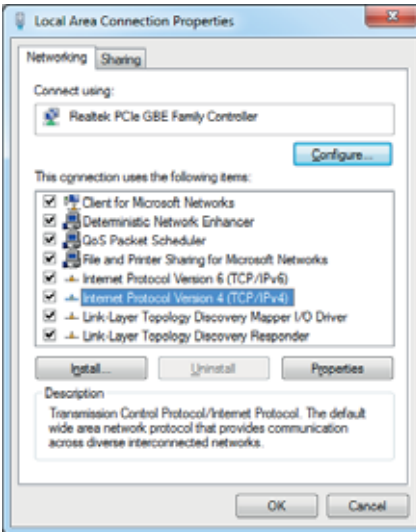 Local Area Connection Properties
Networking Sharing
Connect using:
Realtek PCIe GBE Family Controller
Configure...
This connection uses the following items:
Client for Microsoft Networks
Deterministic Network Enhancer
QoS Packet Scheduler
File and Printer Sharing for Microsoft Networks
Internet Protocol Version 6 (TCP/IPv6)
Internet Protocol Version 4 (TCP/IPv4)
Link-Layer Topology Discovery Mapper I/O Driver
Link-Layer Topology Discovery Responder
Install... Uninstall Properties
Description
Transmission Control Protocol/Internet Protocol. The default
wide area network protocol that provides communication
across diverse interconnected networks.
OK Cancel